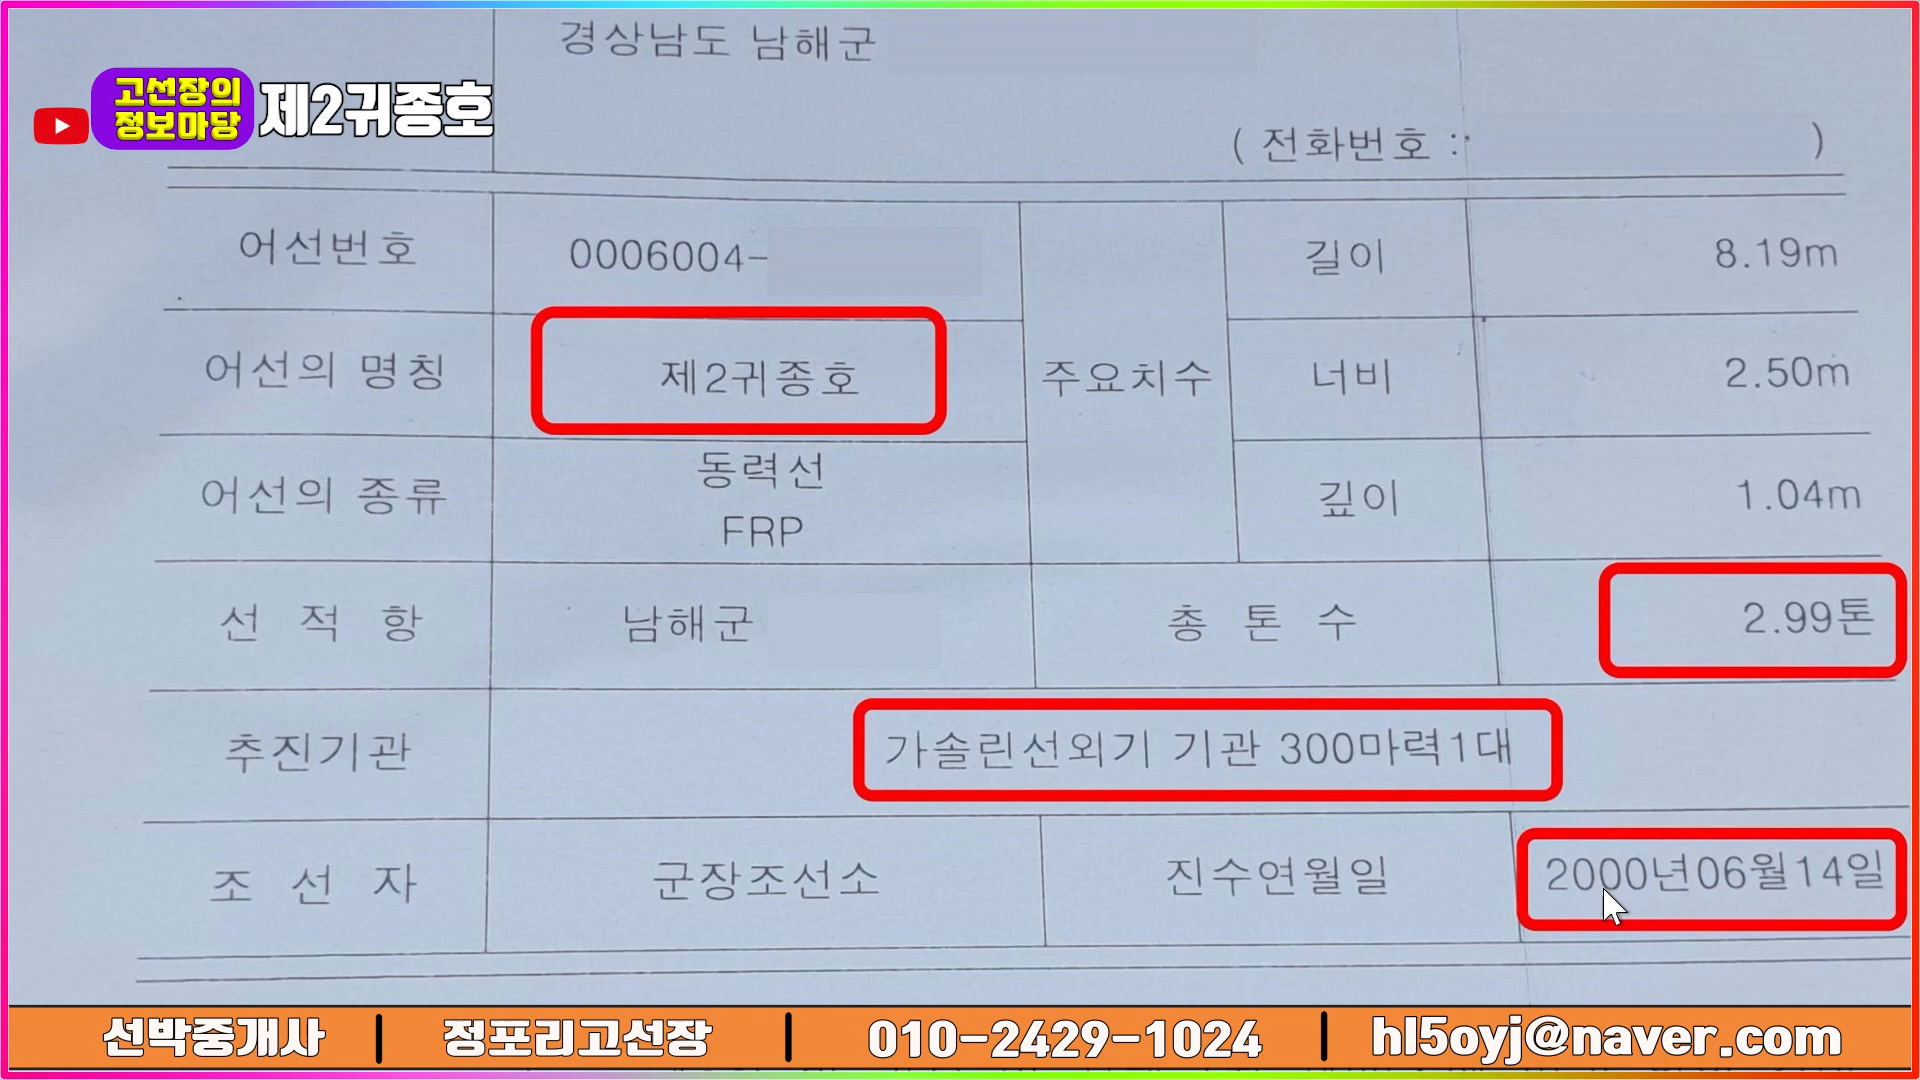 경상남도 남해군
고선장의
정보마당
제2귀종호
( 전화번호 : )
어선번호 0006004- 길이 8.19m
어선의 명칭 제2귀종호 주요치수 너비 2.50m
어선의 종류 동력선 FRP 깊이 1.04m
선 적 항 남해군 총 톤 수 2.99톤
추진기관 가솔린선외기 기관 300마력1대
조 선 자 군장조선소 진수연월일 2000년06월14일
선박중개사 | 정포리고선장 | 010-2429-1024 | hl5oyj@naver.com